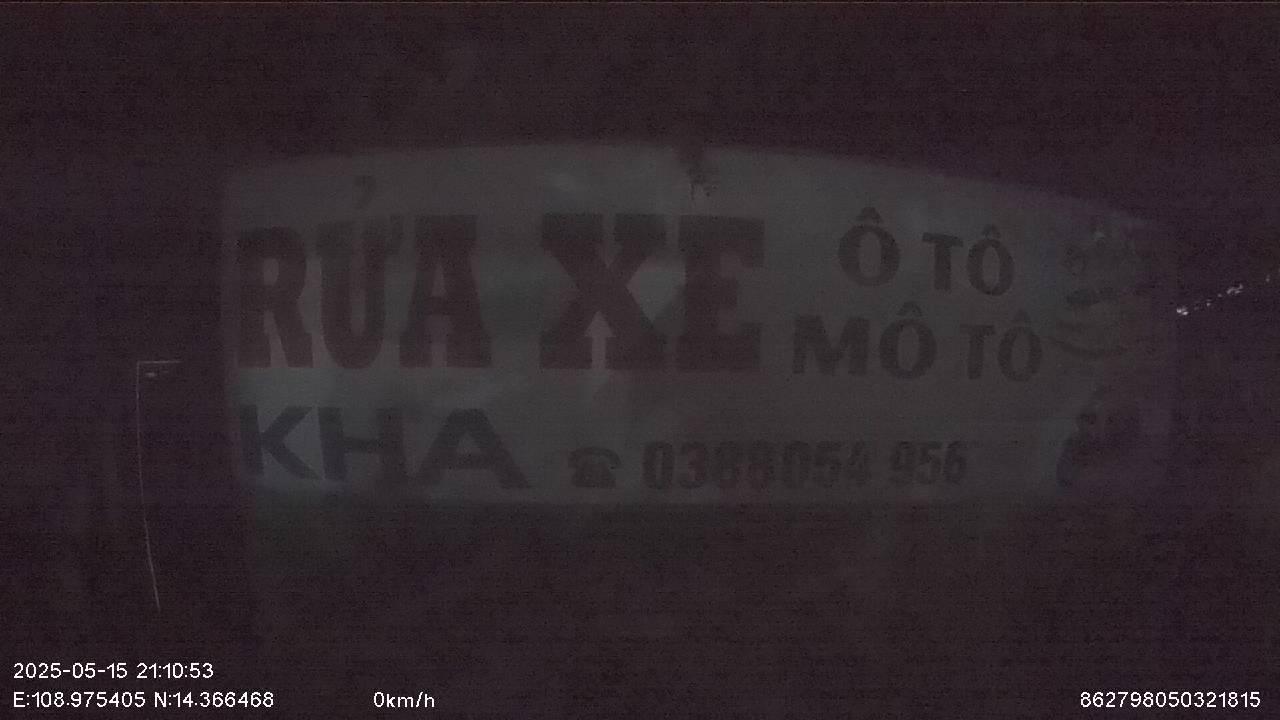 RỬA XE
Ô TÔ
MÔ TÔ
KHA ☎ 0388054 956
2025-05-15 21:10:53
E:108.975405 N:14.366468 0km/h 862798050321815